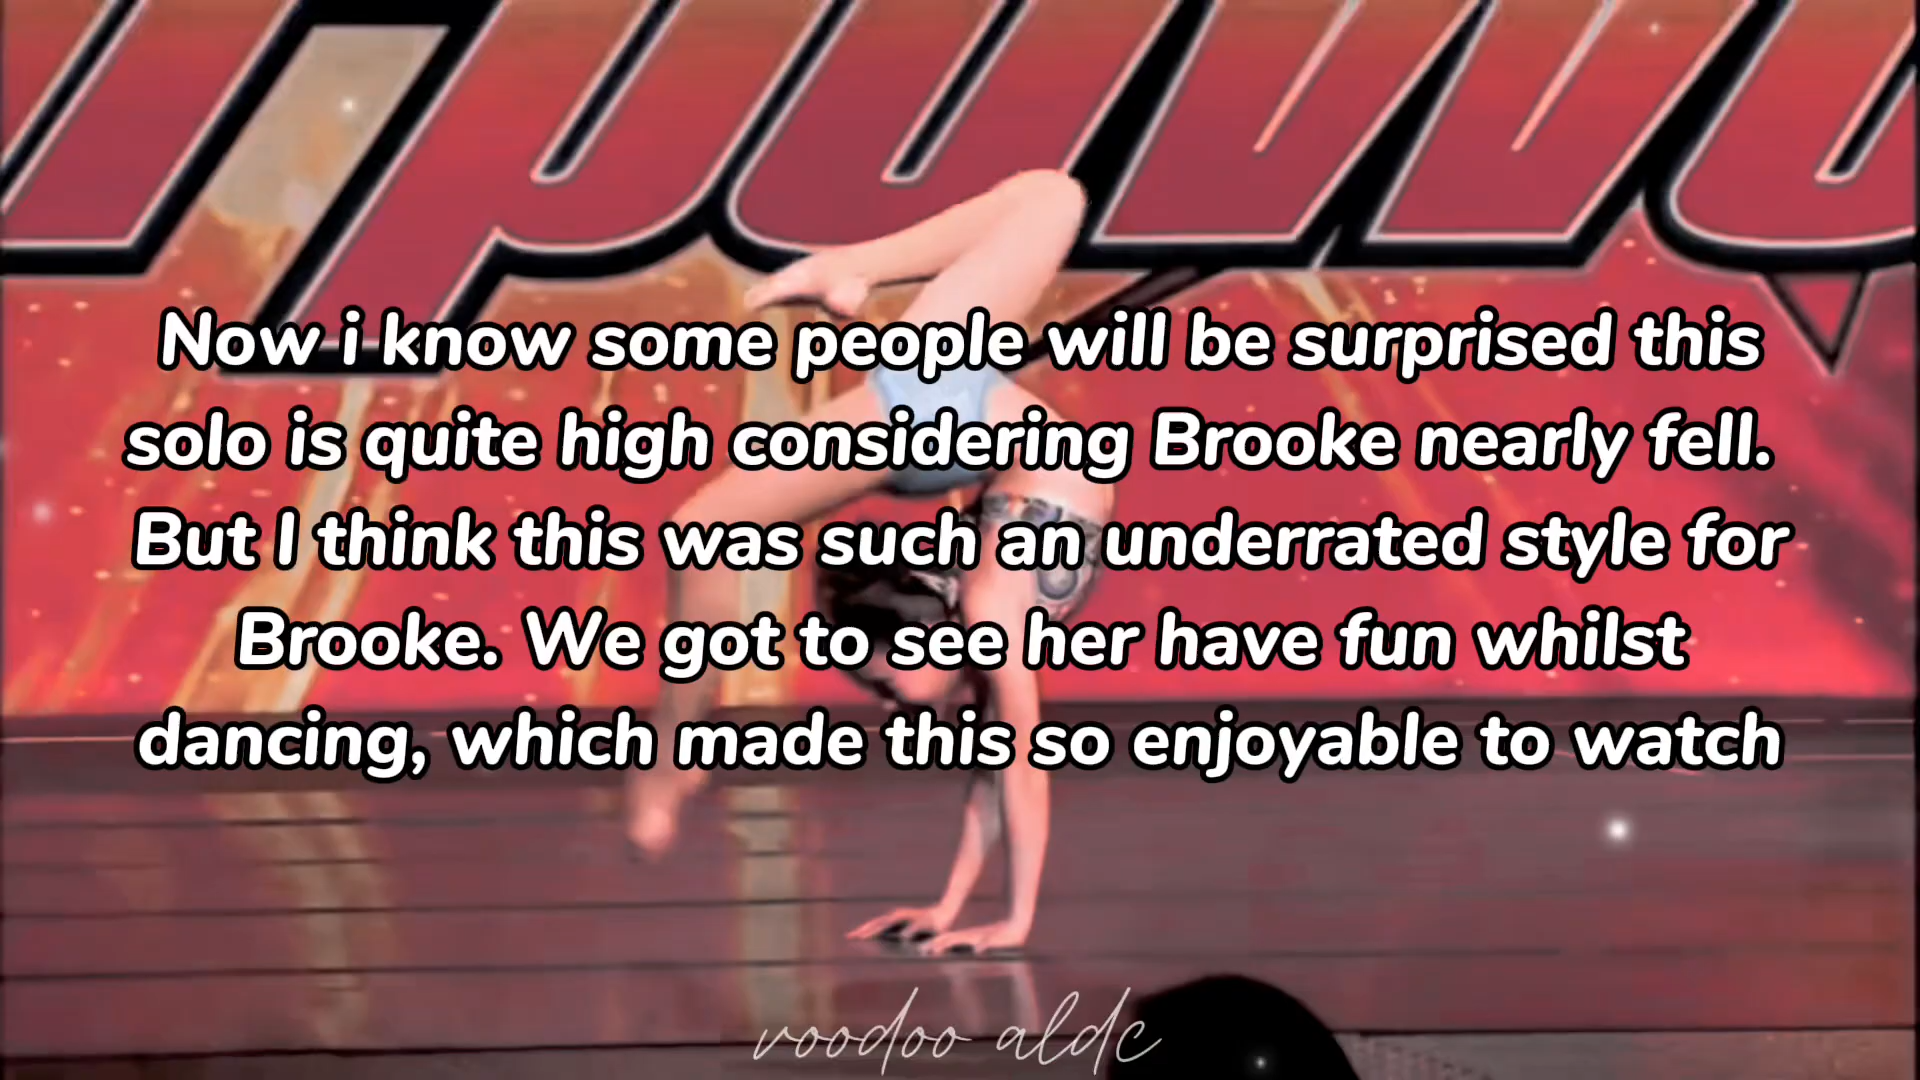 Now i know some people will be surprised this
solo is quite high considering Brooke nearly fell.
But I think this was such an underrated style for
Brooke. We got to see her have fun whilst
dancing, which made this so enjoyable to watch
voodoo aldc